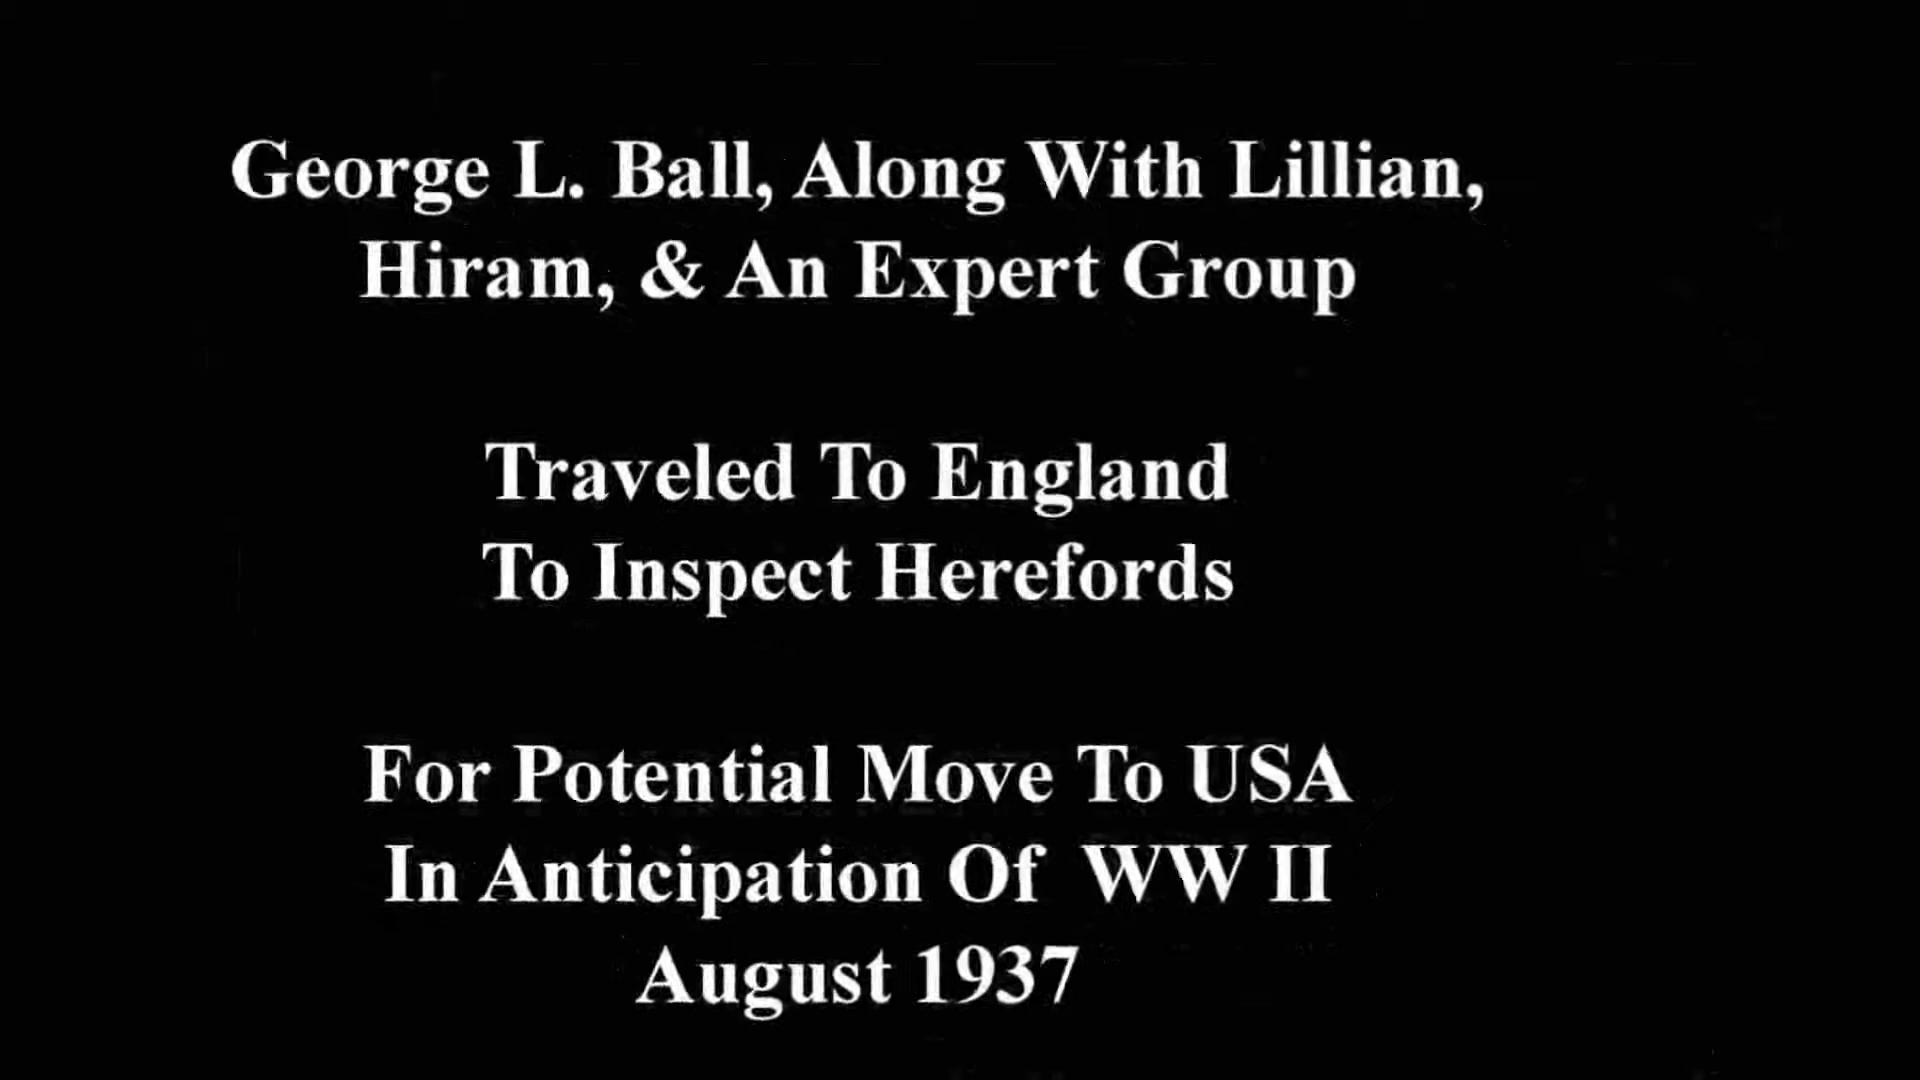 George L. Ball, Along With Lillian,
Hiram, & An Expert Group
Traveled To England
To Inspect Herefords
For Potential Move To USA
In Anticipation Of WW II
August 1937